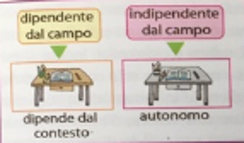 dipendente
dal campo
indipendente
dal campo
dipende dal
contesto
autonomo